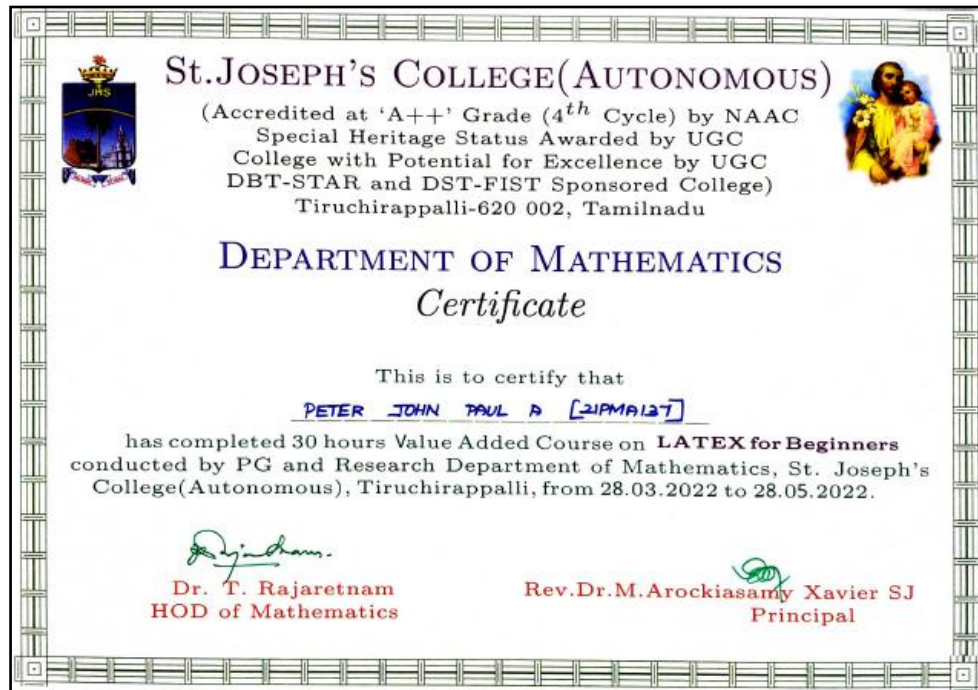 JHS
St.Joseph's College(Autonomous)
(Accredited at 'A++' Grade (4th Cycle) by NAAC
Special Heritage Status Awarded by UGC
College with Potential for Excellence by UGC
DBT-STAR and DST-FIST Sponsored College)
Tiruchirappalli-620 002, Tamilnadu
Department of Mathematics
Certificate
This is to certify that
PETER JOHN PAUL A [21PMA137]
has completed 30 hours Value Added Course on LATEX for Beginners
conducted by PG and Research Department of Mathematics, St. Joseph's
College(Autonomous), Tiruchirappalli, from 28.03.2022 to 28.05.2022.
Dr. T. Rajaretnam
HOD of Mathematics
Rev.Dr.M.Arockiasamy Xavier SJ
Principal